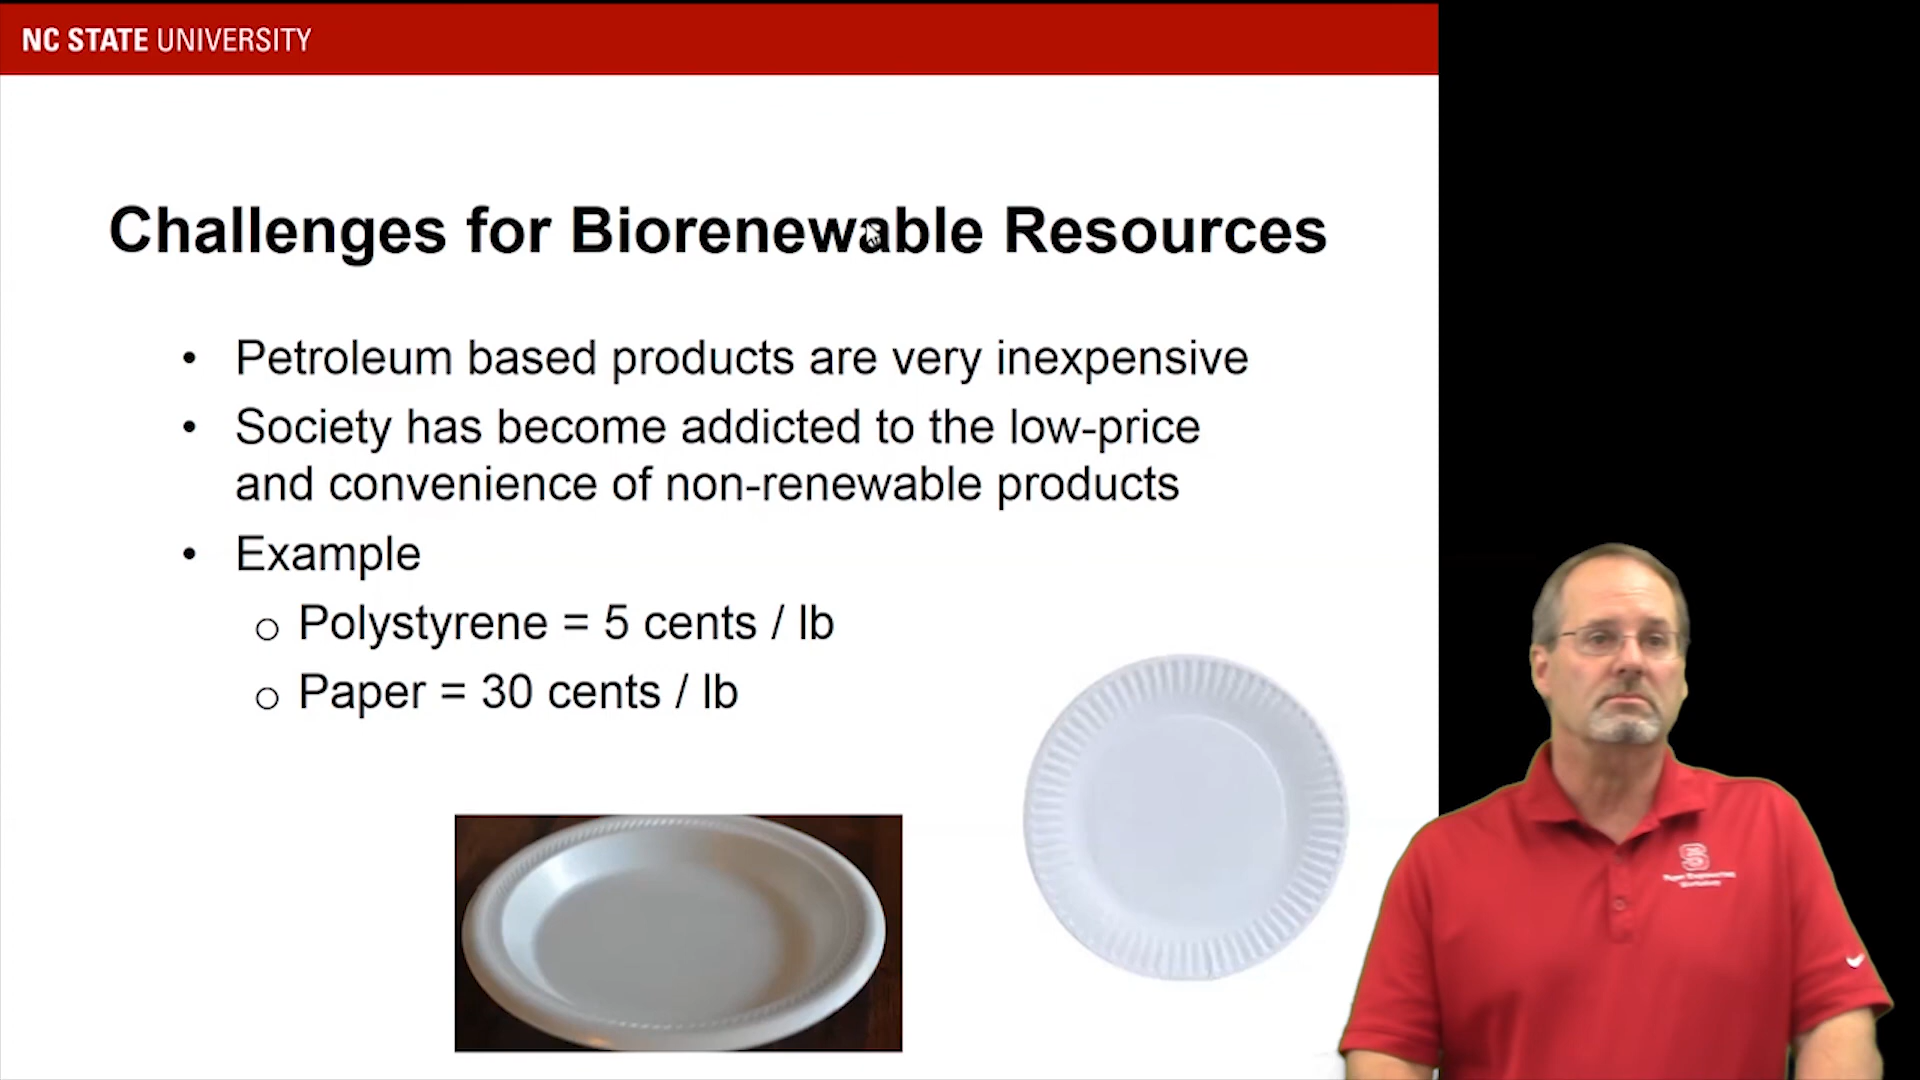 NC STATE UNIVERSITY
Challenges for Biorenewable Resources
• Petroleum based products are very inexpensive
• Society has become addicted to the low-price
and convenience of non-renewable products
• Example
o Polystyrene = 5 cents / lb
o Paper = 30 cents / lb